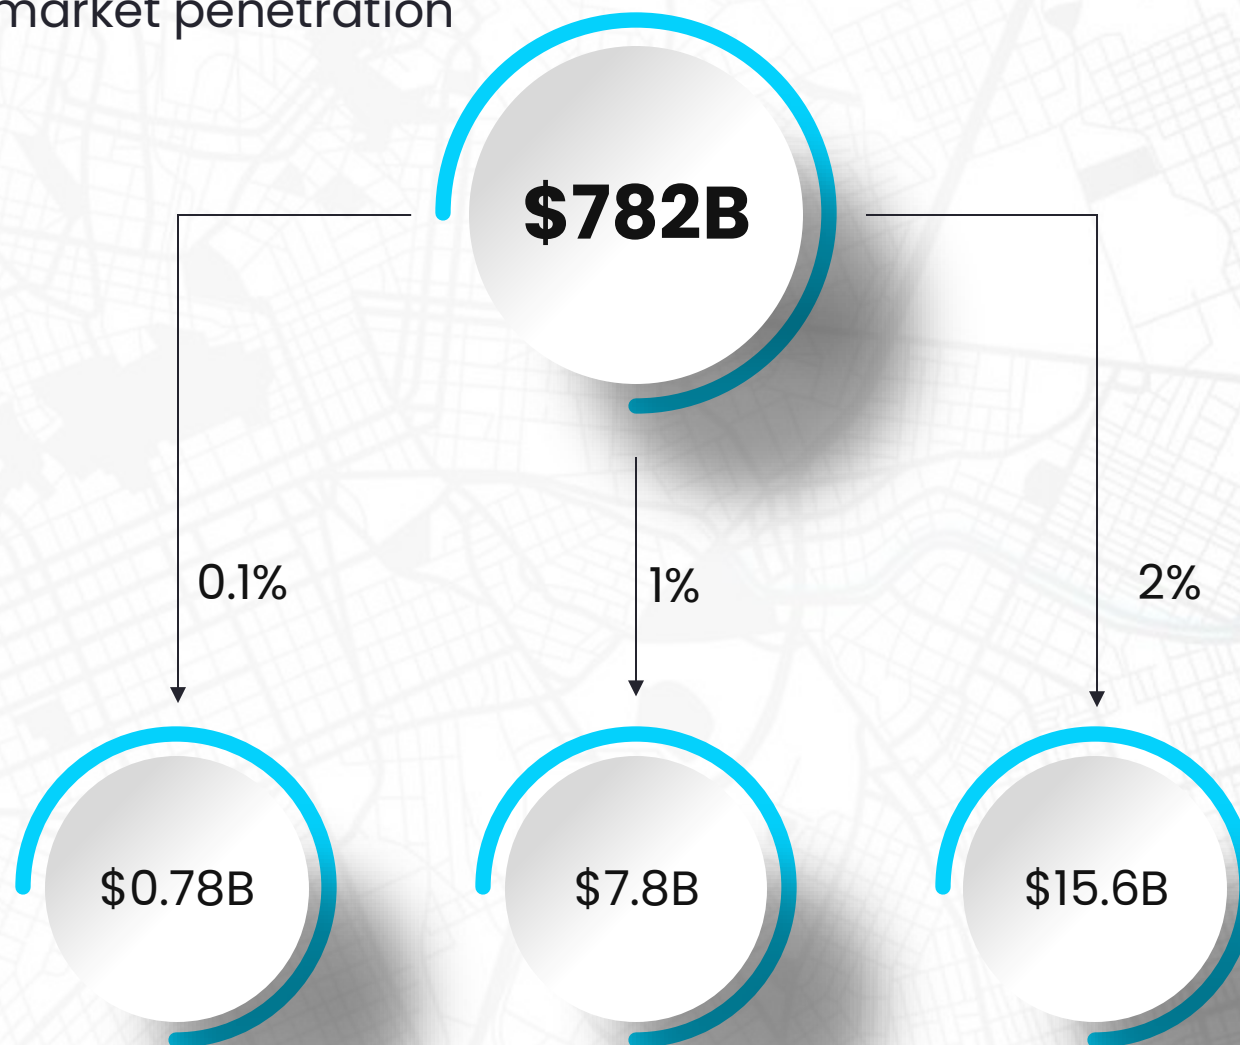 market penetration
$782B
0.1%
1%
2%
$0.78B
$7.8B
$15.6B